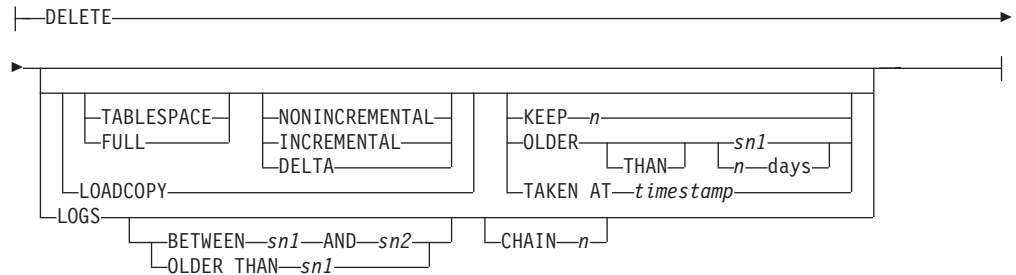 DELETE
TABLESPACE NONINCREMENTAL KEEP n
FULL INCREMENTAL OLDER sn1
DELTA THAN n days
LOADCOPY TAKEN AT timestamp
LOGS
BETWEEN sn1 AND sn2 CHAIN n
OLDER THAN sn1